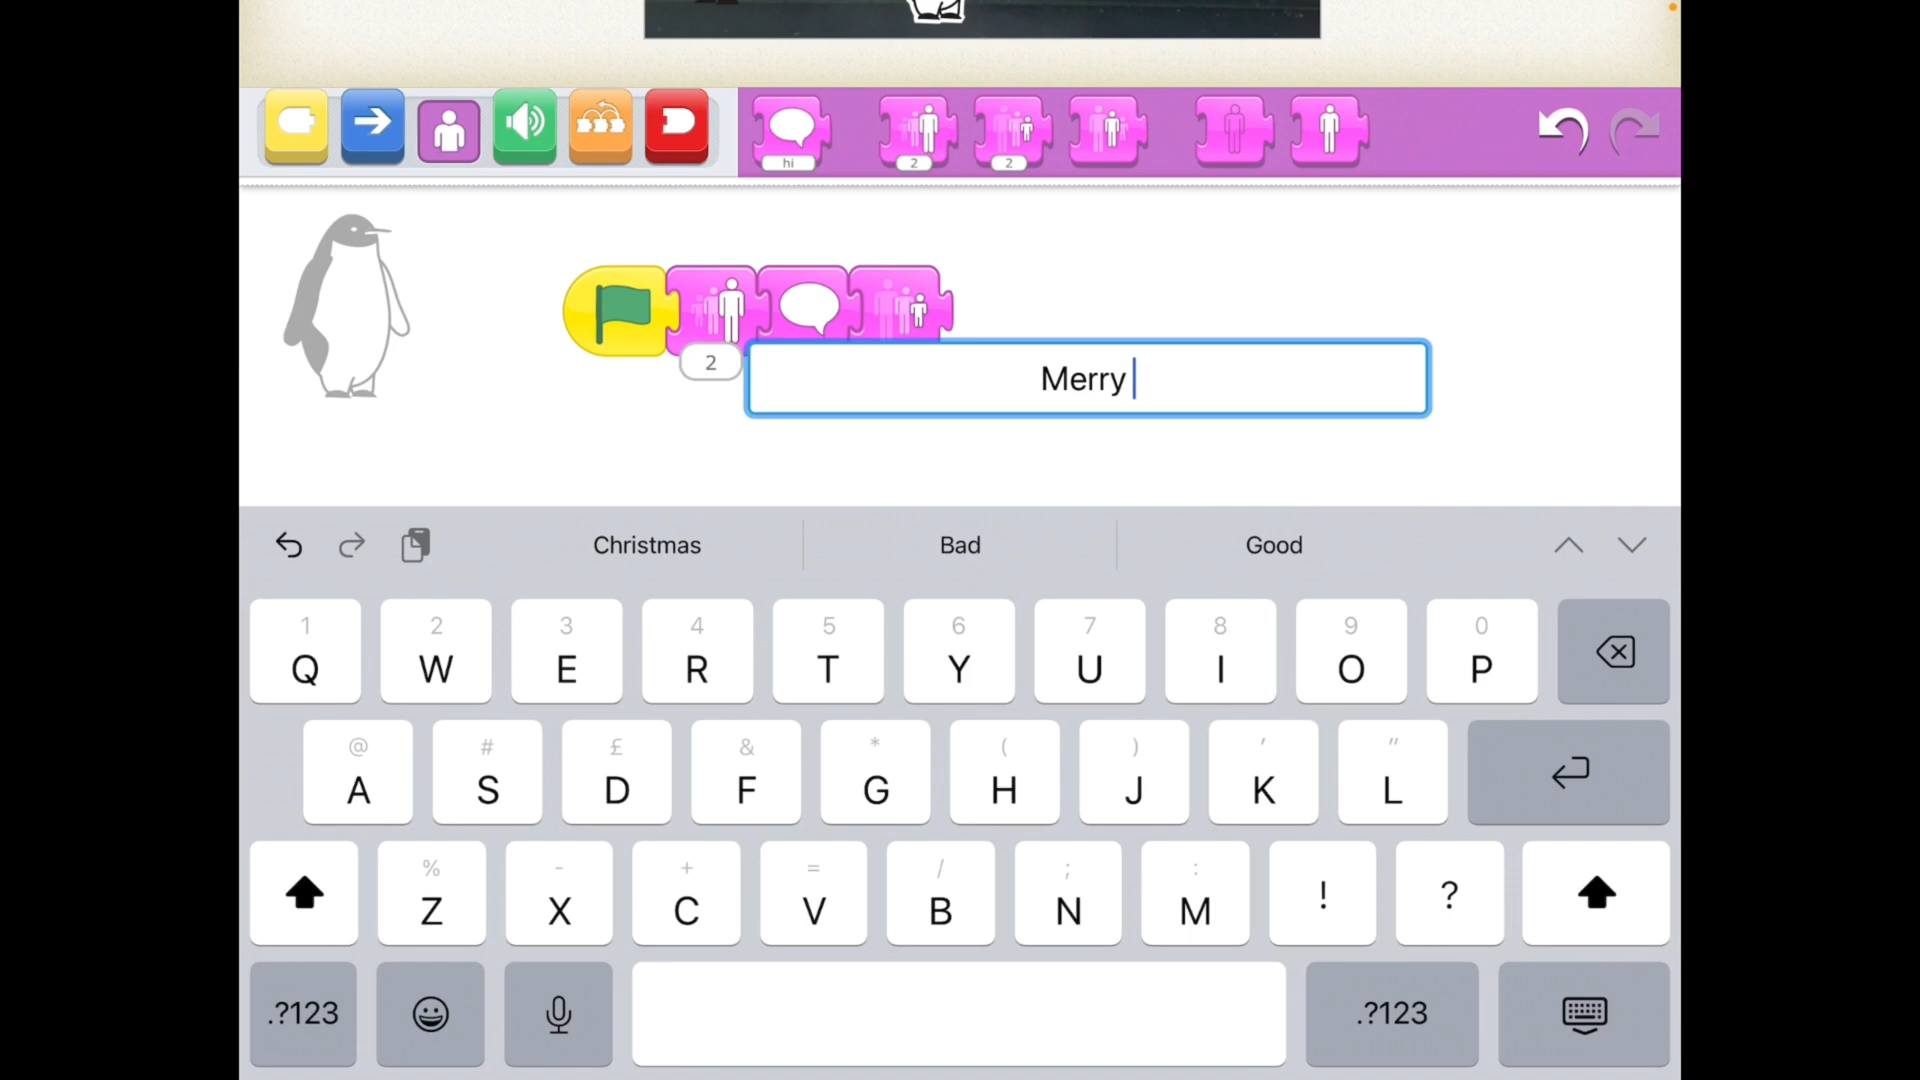 hi 2 2
2
Merry
Christmas Bad Good
1 2 3 4 5 6 7 8 9 0
Q W E R T Y U I O P
@ # £ & * ( ) ' "
A S D F G H J K L
% - + = / ; :
Z X C V B N M ! ?
.?123 .?123